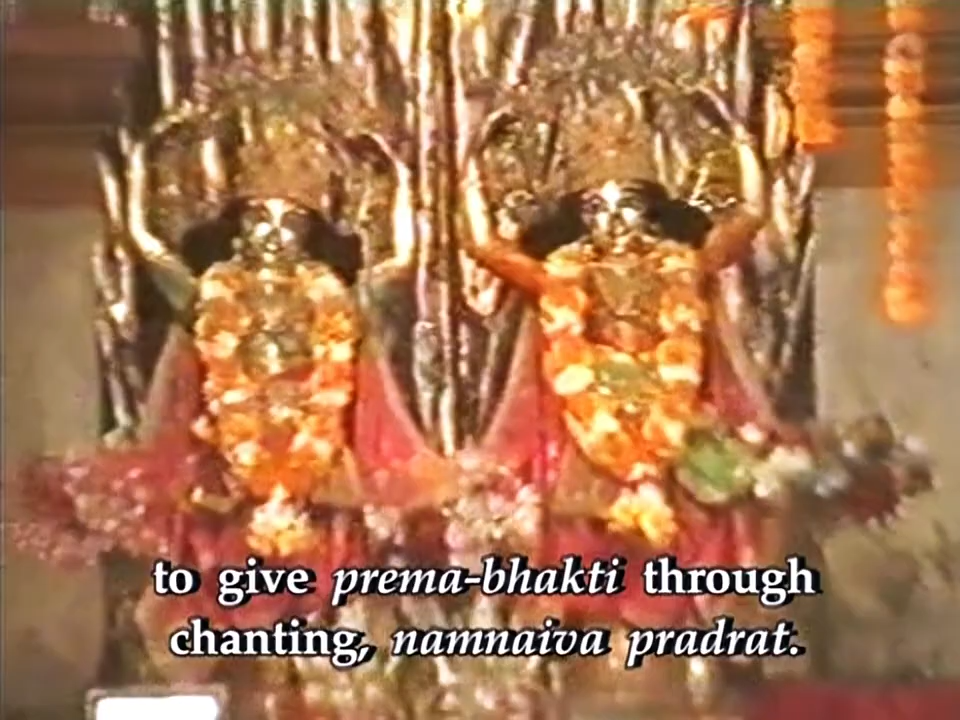 to give prema-bhakti through
chanting, namnaiva pradrat.